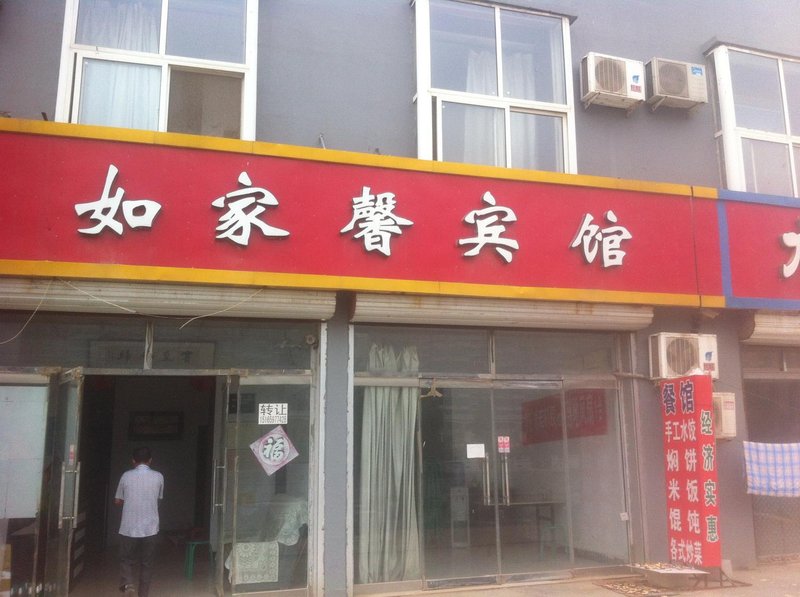 如家馨宾馆
转让
15165977426
福
餐馆
手工水饺
焖饼
米饭
馄饨
各式炒菜
经济实惠